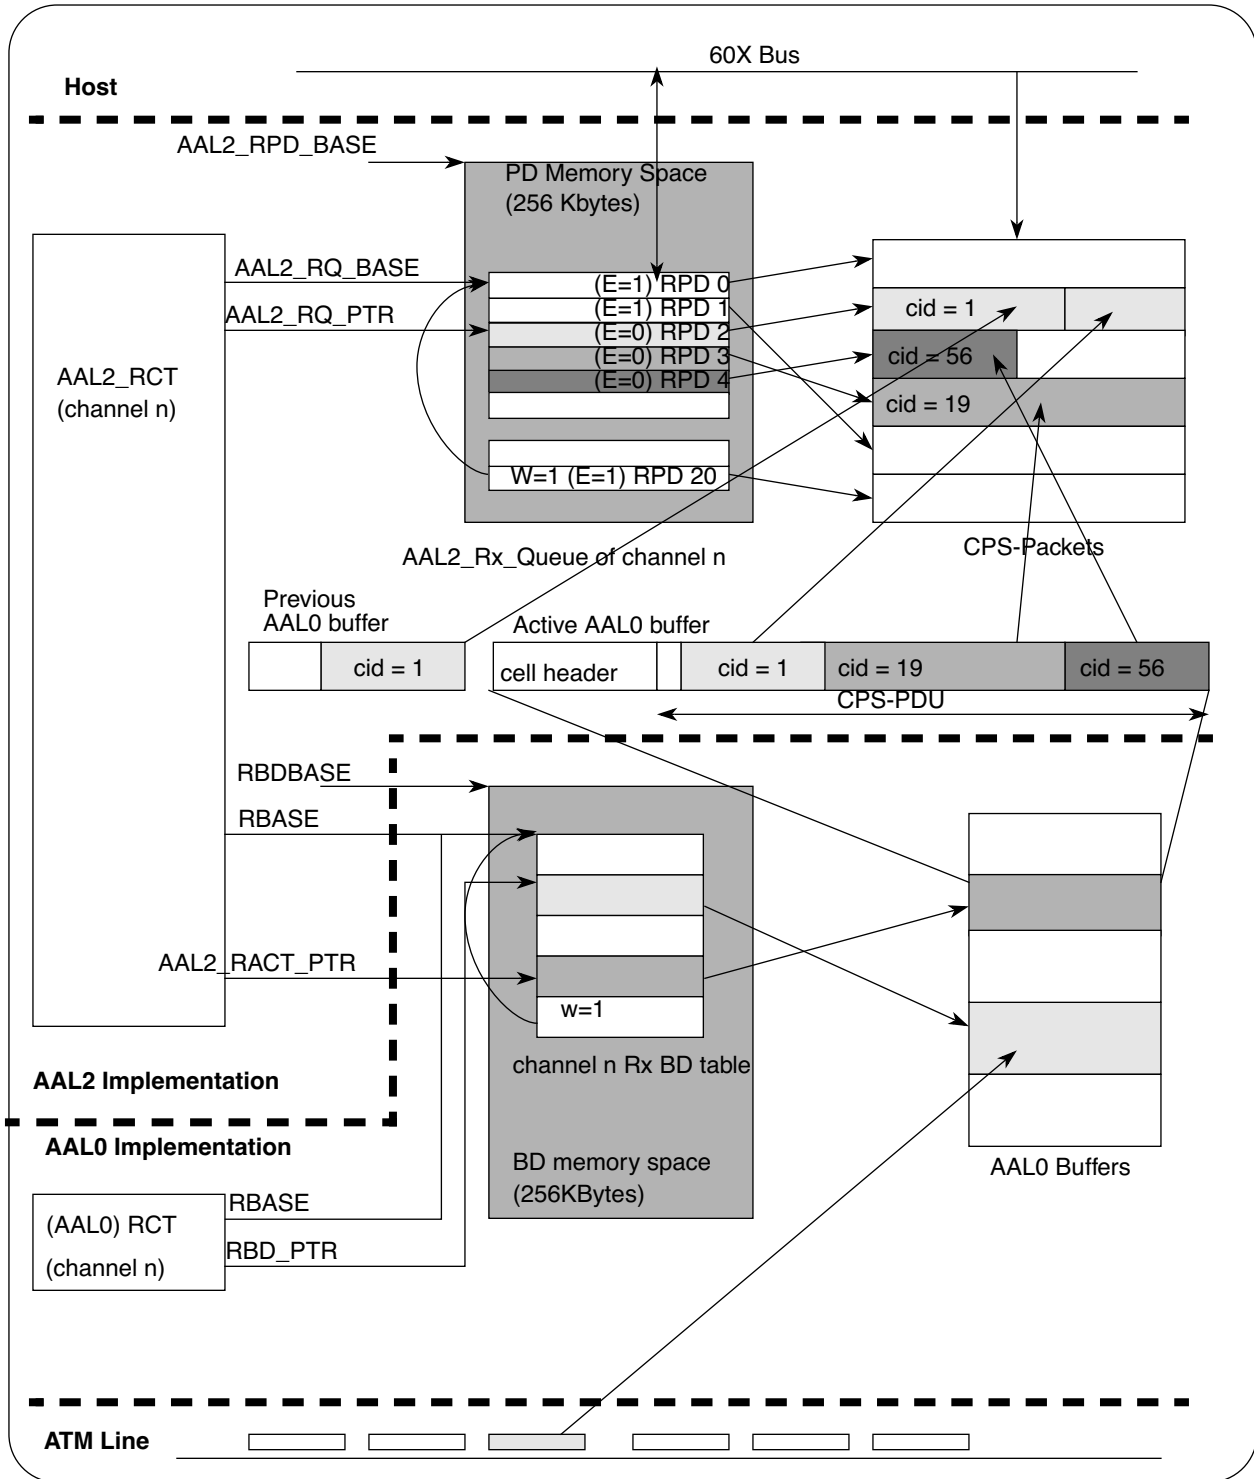 60X Bus
Host
AAL2_RPD_BASE
PD Memory Space
(256 Kbytes)
AAL2_RQ_BASE
AAL2_RQ_PTR
(E=1) RPD 0
(E=1) RPD 1
(E=0) RPD 2
(E=0) RPD 3
(E=0) RPD 4
W=1 (E=1) RPD 20
cid = 1
cid = 56
cid = 19
AAL2_RCT
(channel n)
AAL2_Rx_Queue of channel n
CPS-Packets
Previous
AAL0 buffer
Active AAL0 buffer
cid = 1
cell header
cid = 1
cid = 19
cid = 56
CPS-PDU
RBDBASE
RBASE
AAL2_RACT_PTR
w=1
channel n Rx BD table
AAL2 Implementation
AAL0 Implementation
BD memory space
(256KBytes)
AAL0 Buffers
(AAL0) RCT
(channel n)
RBASE
RBD_PTR
ATM Line